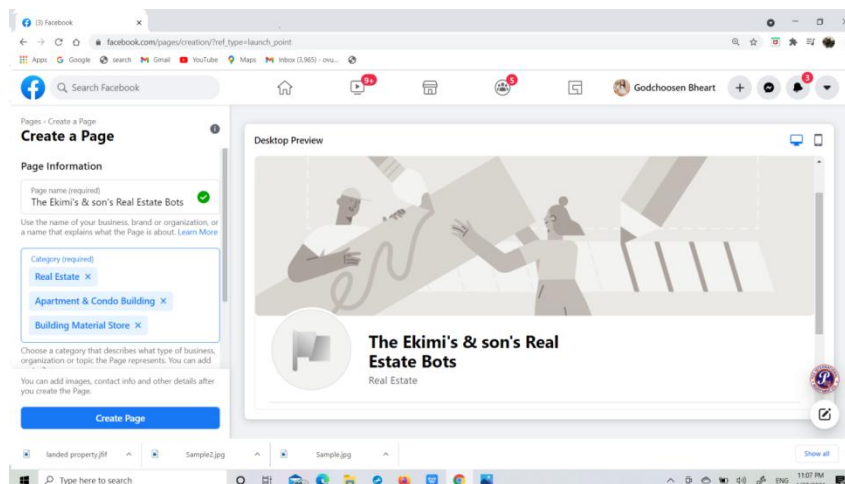 (3) Facebook
facebook.com/pages/creation/?ref_type=launch_point
Apps Google search Gmail YouTube Maps Inbox (3,965) - ovu...
Search Facebook
9+
5
Godchoosen Bheart
3
Pages › Create a Page
Create a Page
Page Information
Page name (required)
The Ekimi's & son's Real Estate Bots
Use the name of your business, brand or organization, or
a name that explains what the Page is about. Learn More
Category (required)
Real Estate ×
Apartment & Condo Building ×
Building Material Store ×
Choose a category that describes what type of business,
organization or topic the Page represents. You can add
You can add images, contact info and other details after
you create the Page.
Create Page
Desktop Preview
The Ekimi's & son's Real
Estate Bots
Real Estate
landed property.jfif
Sample2.jpg
Sample.jpg
Show all
Type here to search
ENG
11:07 PM